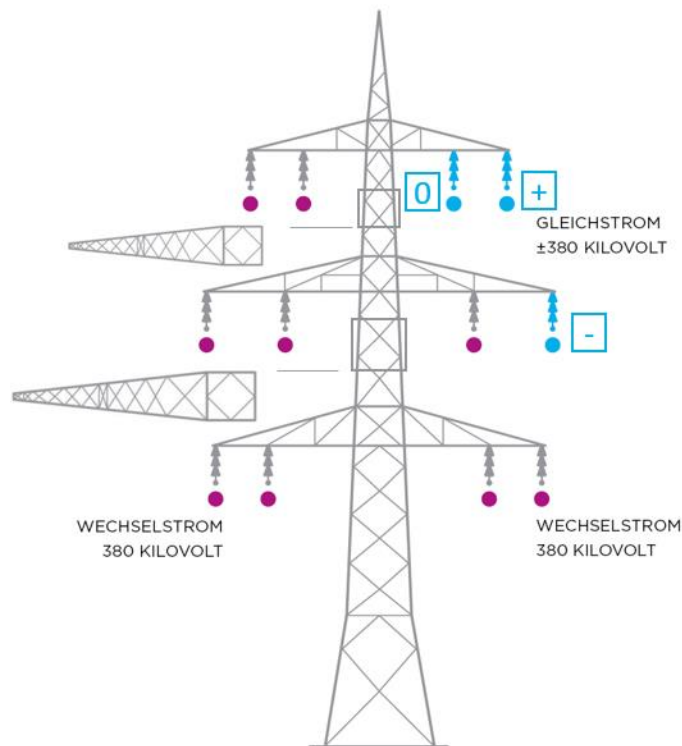 0
+
GLEICHSTROM
±380 KILOVOLT
-
WECHSELSTROM
380 KILOVOLT
WECHSELSTROM
380 KILOVOLT